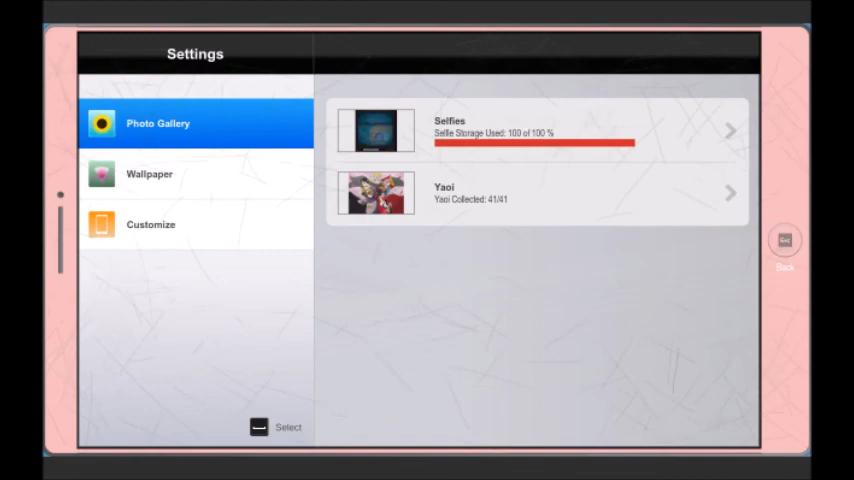 Settings
Photo Gallery
Wallpaper
Customize
Select
Selfies
Selfie Storage Used: 100 of 100 %
Yaoi
Yaoi Collected: 41/41
Esc
Back